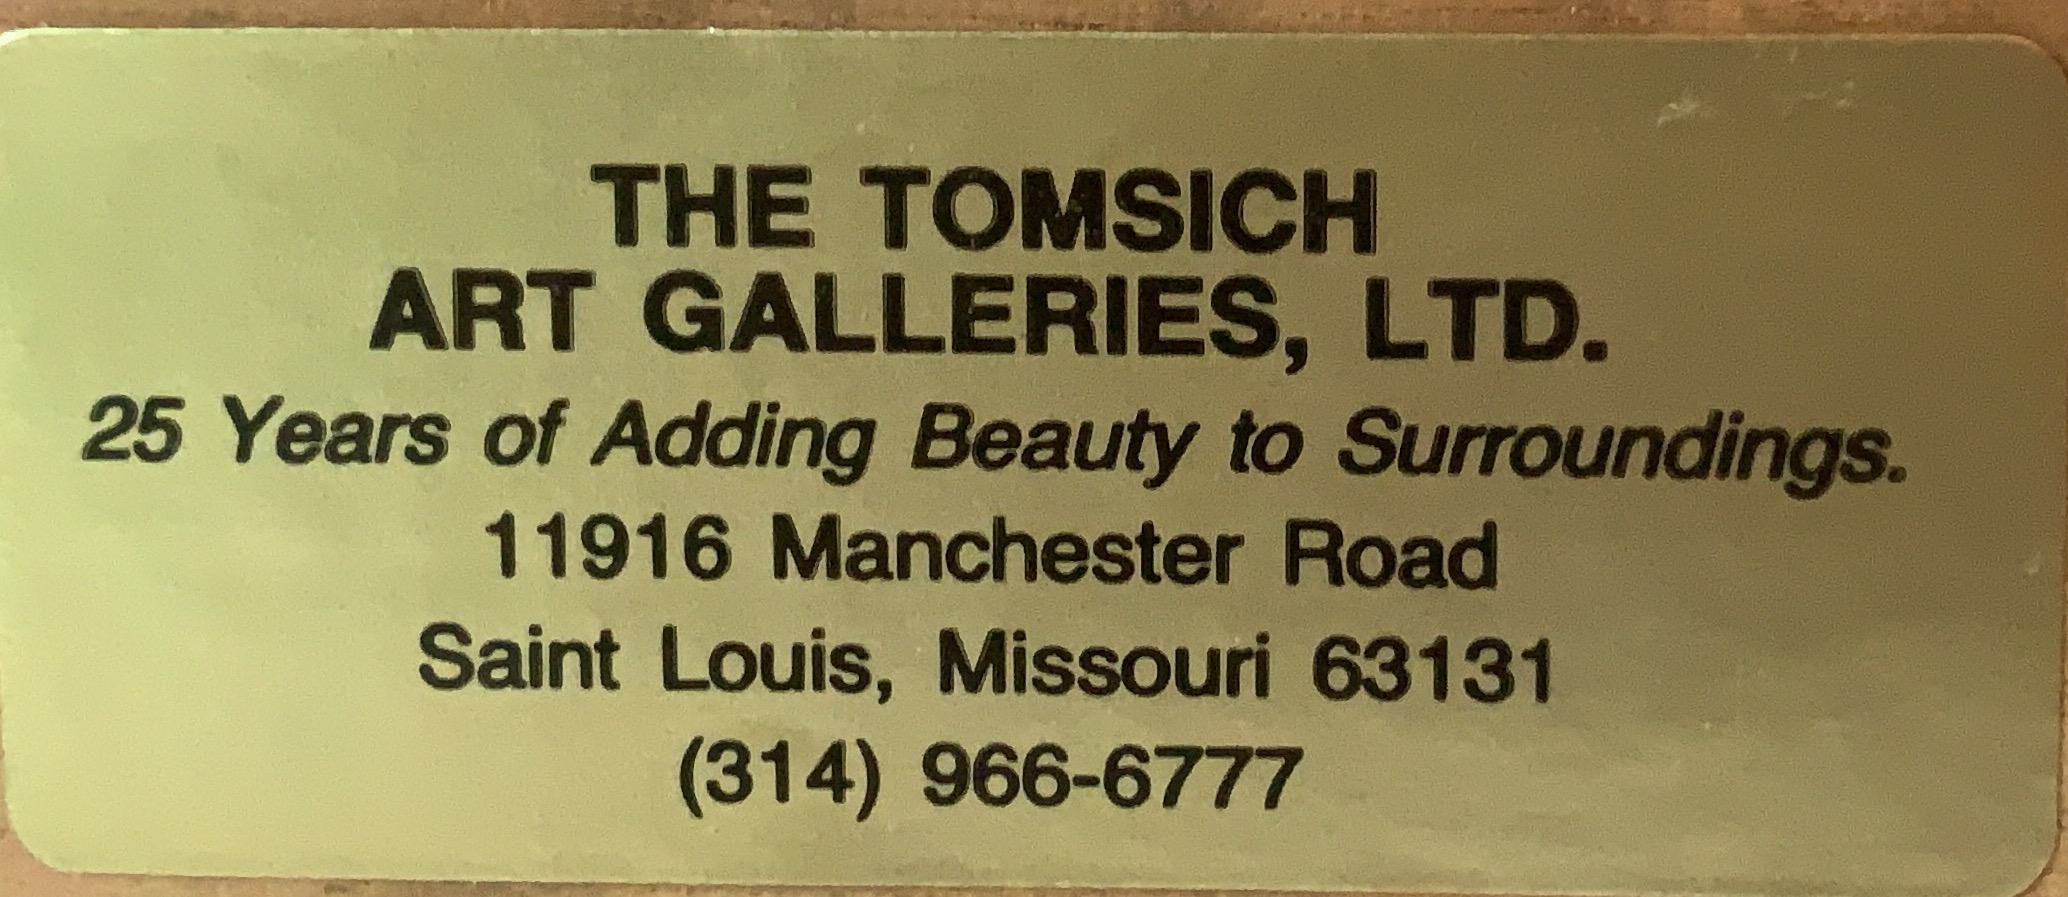 THE TOMSICH
ART GALLERIES, LTD.
25 Years of Adding Beauty to Surroundings.
11916 Manchester Road
Saint Louis, Missouri 63131
(314) 966-6777